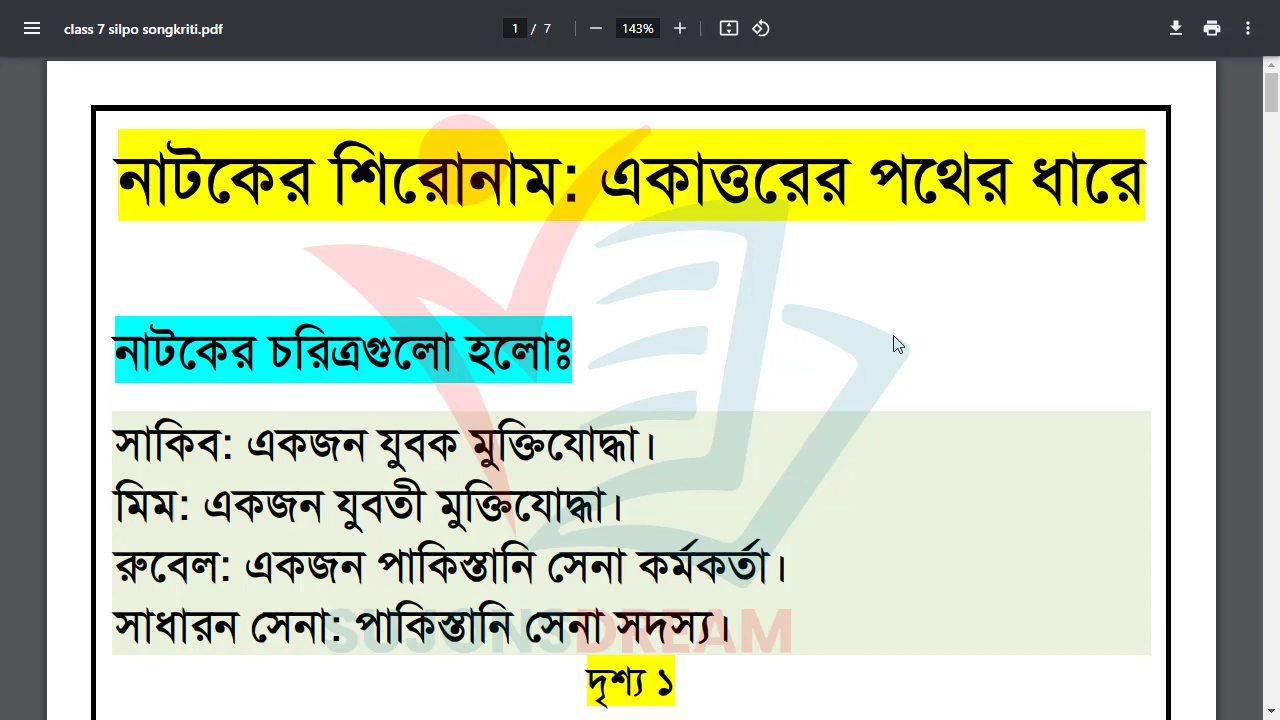 class 7 silpo songkriti.pdf
1 / 7
143%
নাটকের শিরোনাম: একাত্তরের পথের ধারে
নাটকের চরিত্রগুলো হলোঃ
সাকিব: একজন যুবক মুক্তিযোদ্ধা।
মিম: একজন যুবতী মুক্তিযোদ্ধা।
রুবেল: একজন পাকিস্তানি সেনা কর্মকর্তা।
সাধারন সেনা: পাকিস্তানি সেনা সদস্য।
SUJONSDREAM
দৃশ্য ১